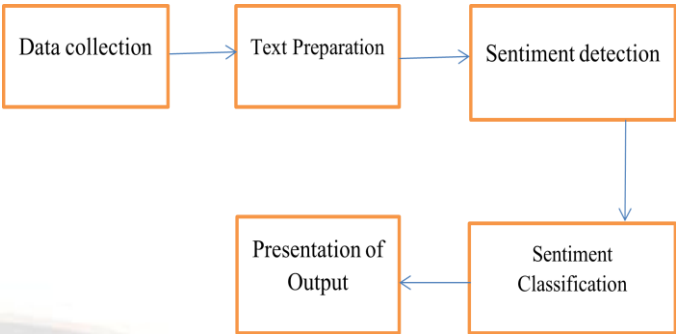 Data collection
Text Preparation
Sentiment detection
Sentiment
Classification
Presentation of
Output